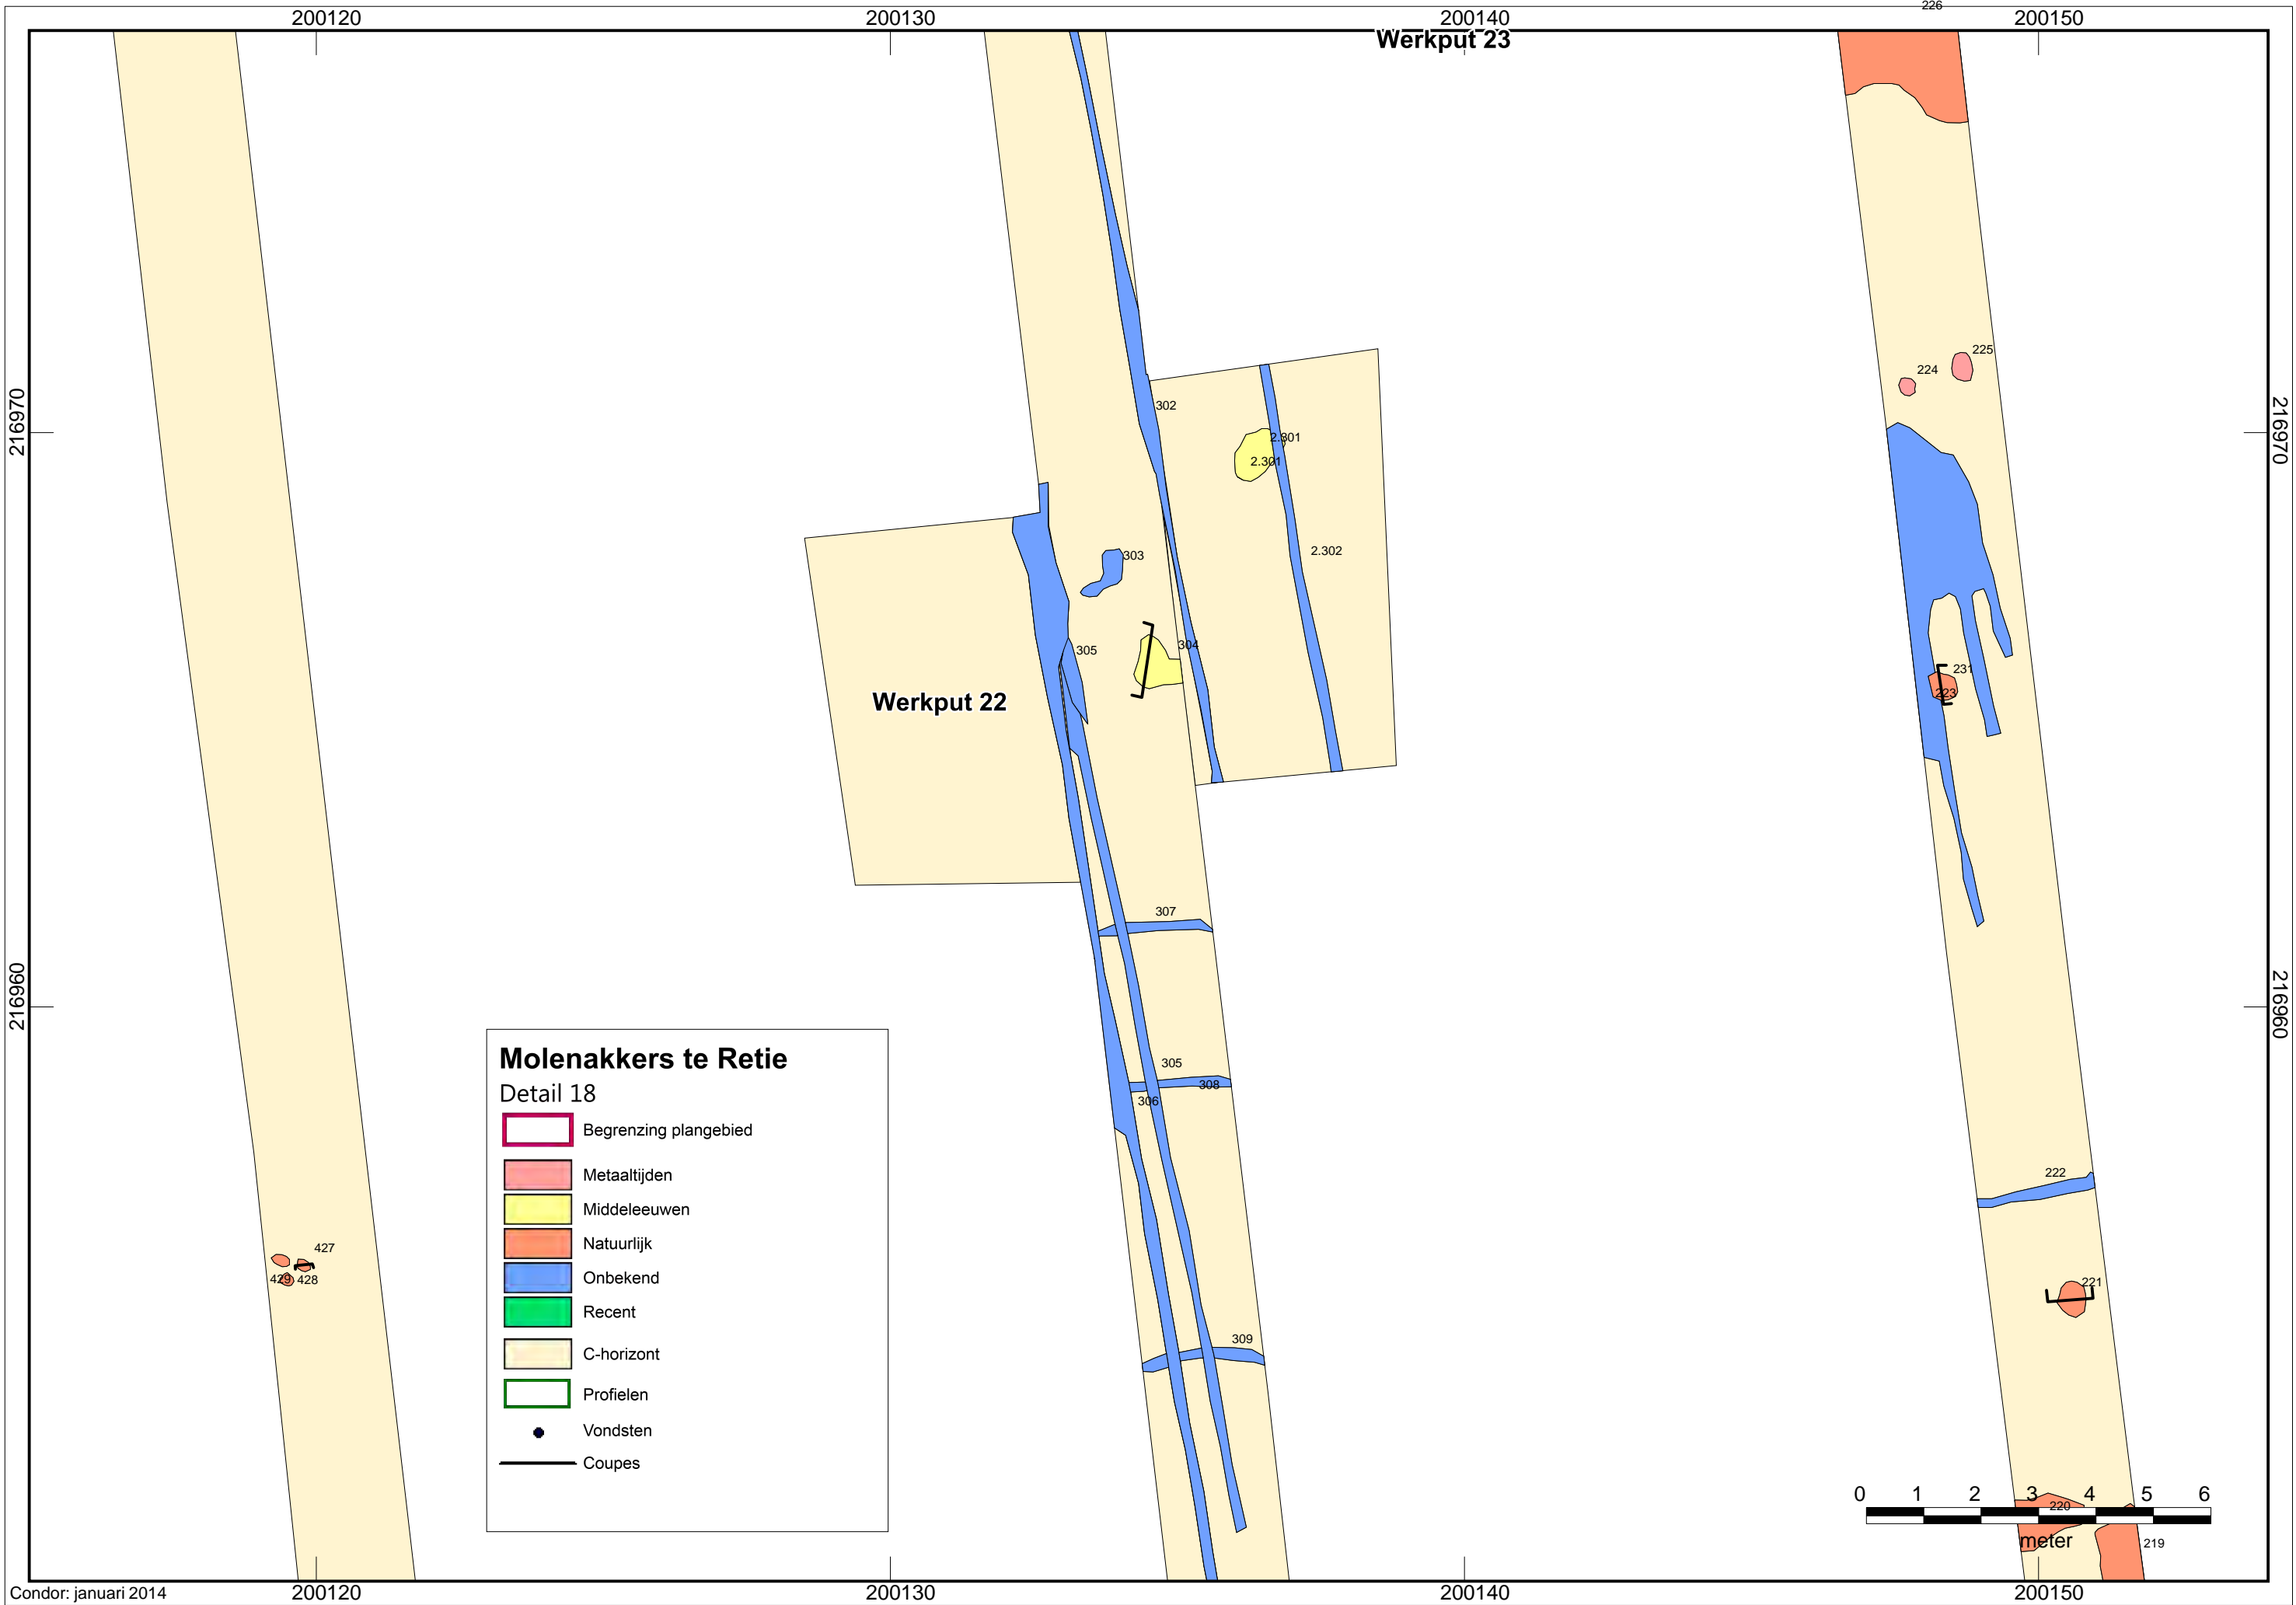 226
200120 200130 200140 200150
Werkput 23
225
224
302
216970 216970
2.301
2.301
2.302
303
304
305
231
223
Werkput 22
307
216960 216960
305
308
306
222
427
429 428
221
309
Molenakkers te Retie
Detail 18
Begrenzing plangebied
Metaaltijden
Middeleeuwen
Natuurlijk
Onbekend
Recent
C-horizont
Profielen
Vondsten
Coupes
0 1 2 3 4 5 6
220
meter
219
Condor: januari 2014
200120 200130 200140 200150